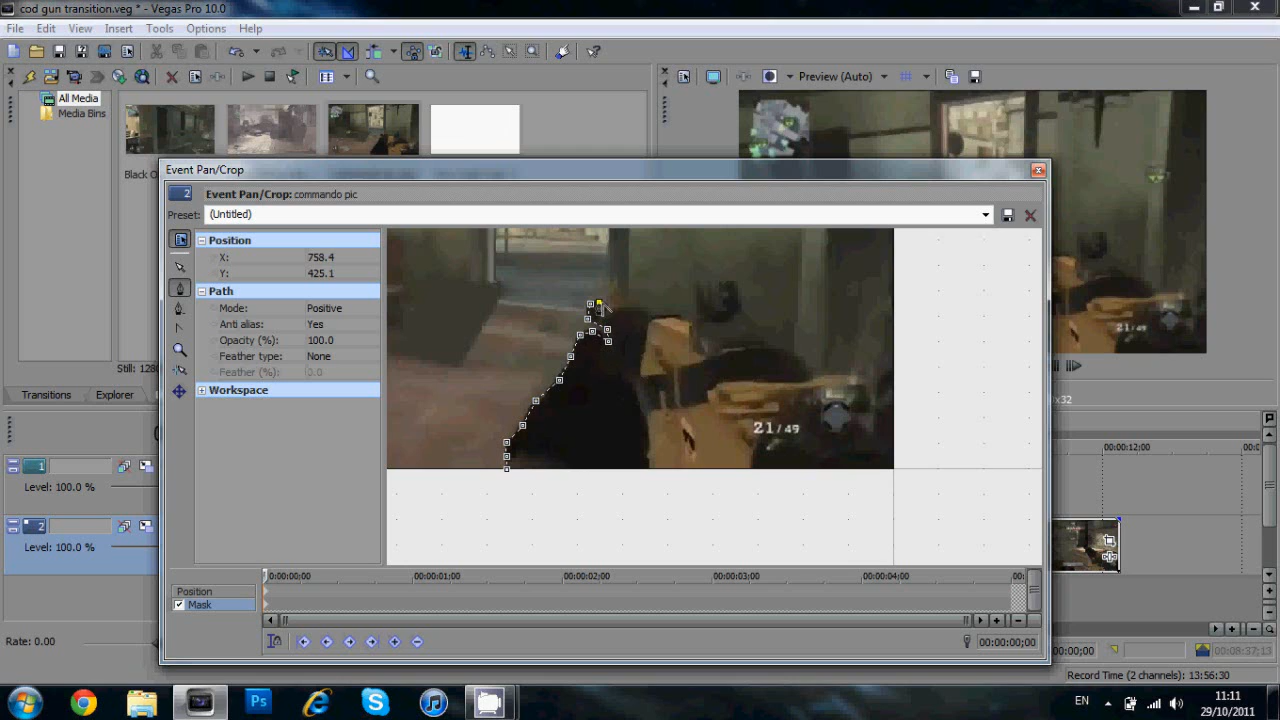 cod gun transition.veg * - Vegas Pro 10.0
File Edit View Insert Tools Options Help
Preview (Auto)
All Media
Media Bins
Black O
Still: 128
Transitions Explorer
Event Pan/Crop
2 Event Pan/Crop: commando pic
Preset: (Untitled)
Position
X: 758.4
Y: 425.1
Path
Mode: Positive
Anti alias: Yes
Opacity (%): 100.0
Feather type: None
Feather (%): 0.0
Workspace
21/49
21/49
x32
00:00:12;00
1
Level: 100.0 %
2
Level: 100.0 %
00:00:00;00 00:00:01;00 00:00:02;00 00:00:03;00 00:00:04;00 00:
Position
Mask
00:00:00;00
Rate: 0.00
00:00;00
00:08:37;13
Record Time (2 channels): 13:56:30
Ps
EN
11:11
29/10/2011